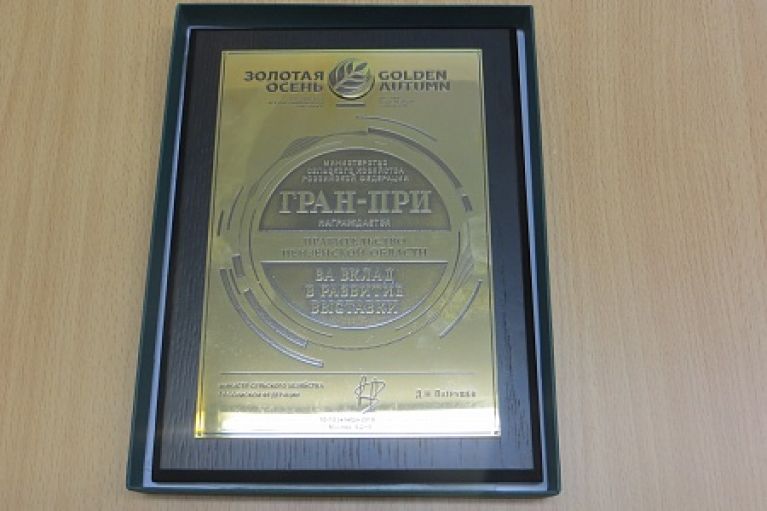 ЗОЛОТАЯ
ОСЕНЬ
GOLDEN
AUTUMN
МИНИСТЕРСТВО
СЕЛЬСКОГО ХОЗЯЙСТВА
РОССИЙСКОЙ ФЕДЕРАЦИИ
ГРАН-ПРИ
НАГРАЖДАЕТСЯ
ПРАВИТЕЛЬСТВО
ПЕНЗЕНСКОЙ ОБЛАСТИ
ЗА ВКЛАД
В РАЗВИТИЕ
ВЫСТАВКИ
МИНИСТР СЕЛЬСКОГО ХОЗЯЙСТВА
РОССИЙСКОЙ ФЕДЕРАЦИИ
Д Н Патрушев